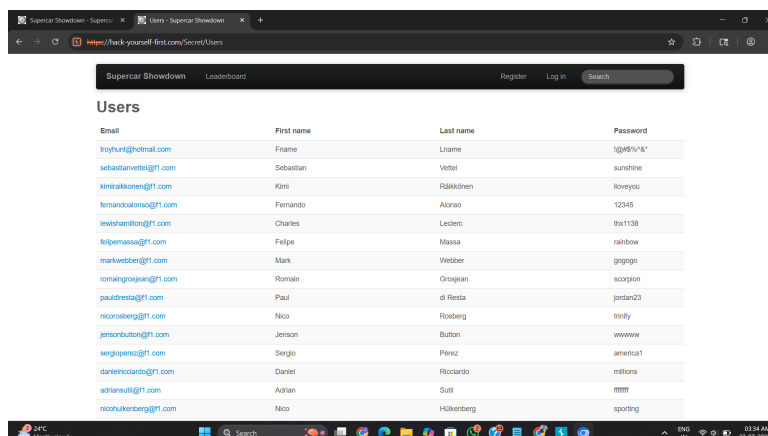 Supercar Showdown - Superca
Users - Supercar Showdown
https://hack-yourself-first.com/Secret/Users
Supercar Showdown Leaderboard Register Log in Search
Users
Email First name Last name Password
troyhunt@hotmail.com Fname Lname !@#$%^&*
sebastianvettel@f1.com Sebastian Vettel sunshine
kimiraikkonen@f1.com Kimi Räikkönen iloveyou
fernandoalonso@f1.com Fernando Alonso 12345
lewishamilton@f1.com Charles Leclerc thx1138
felipemassa@f1.com Felipe Massa rainbow
markwebber@f1.com Mark Webber gogogo
romaingrosjean@f1.com Romain Grosjean scorpion
pauldiresta@f1.com Paul di Resta jordan23
nicorosberg@f1.com Nico Rosberg trinity
jensonbutton@f1.com Jenson Button wwwww
sergioperez@f1.com Sergio Pérez america1
danielricciardo@f1.com Daniel Ricciardo millions
adriansutil@f1.com Adrian Sutil ffffffff
nicohulkenberg@f1.com Nico Hülkenberg sporting
24°C
Search
ENG
03:34 AM